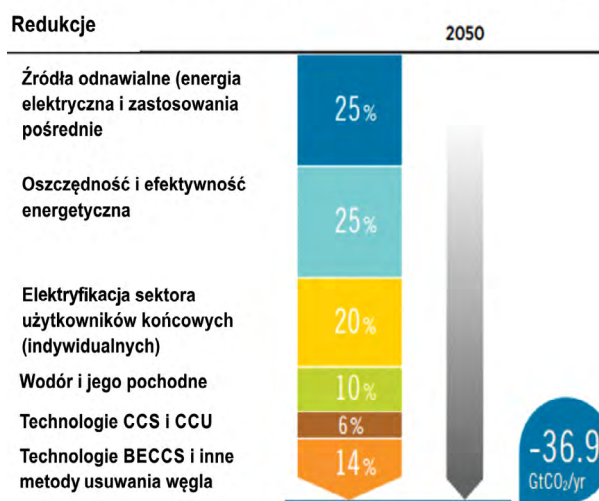 Redukcje
2050
Źródła odnawialne (energia
elektryczna i zastosowania
pośrednie
25%
Oszczędność i efektywność
energetyczna
25%
Elektryfikacja sektora
użytkowników końcowych
(indywidualnych)
20%
Wodór i jego pochodne
10%
Technologie CCS i CCU
6%
Technologie BECCS i inne
metody usuwania węgla
14%
-36.9
GtCO₂/yr